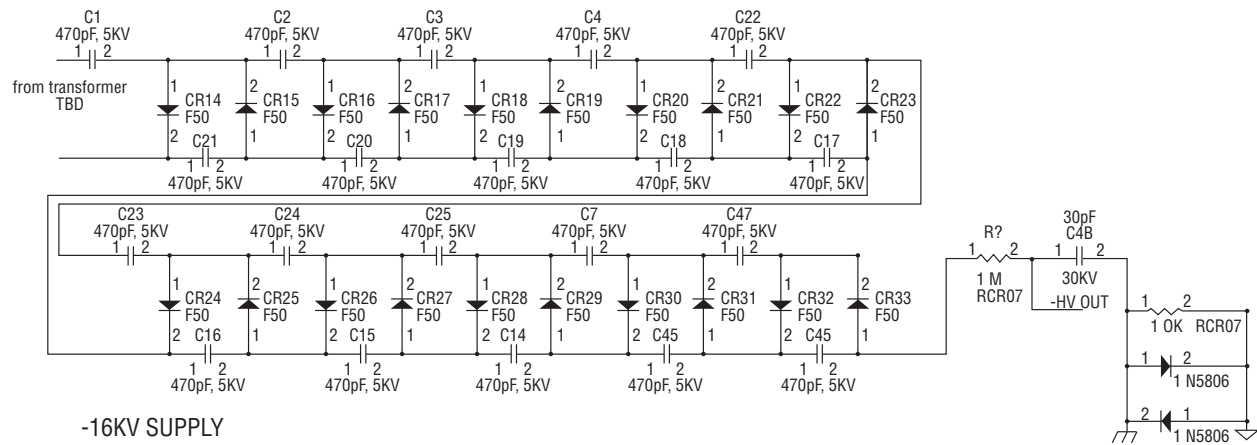 C1 C2 C3 C4 C22
470pF, 5KV 470pF, 5KV 470pF, 5KV 470pF, 5KV 470pF, 5KV
1 2 1 2 1 2 1 2 1 2
from transformer
TBD
1 2 1 2 1 2 1 2 1 2
CR14 CR15 CR16 CR17 CR18 CR19 CR20 CR21 CR22 CR23
F50 F50 F50 F50 F50 F50 F50 F50 F50 F50
2 1 2 1 2 1 2 1 2 1
C21 C20 C19 C18 C17
1 2 1 2 1 2 1 2 1 2
470pF, 5KV 470pF, 5KV 470pF, 5KV 470pF, 5KV 470pF, 5KV
C23 C24 C25 C7 C47
470pF, 5KV 470pF, 5KV 470pF, 5KV 470pF, 5KV 470pF, 5KV
1 2 1 2 1 2 1 2 1 2
1 2 1 2 1 2 1 2 1 2
CR24 CR25 CR26 CR27 CR28 CR29 CR30 CR31 CR32 CR33
F50 F50 F50 F50 F50 F50 F50 F50 F50 F50
2 1 2 1 2 1 2 1 2 1
C16 C15 C14 C45 C45
1 2 1 2 1 2 1 2 1 2
470pF, 5KV 470pF, 5KV 470pF, 5KV 470pF, 5KV 470pF, 5KV
R?
1 2
1 M
RCR07
30pF
C4B
1 2
30KV
-HV OUT
1 2
1 OK RCR07
1 2
1 N5806
2 1
1 N5806
-16KV SUPPLY